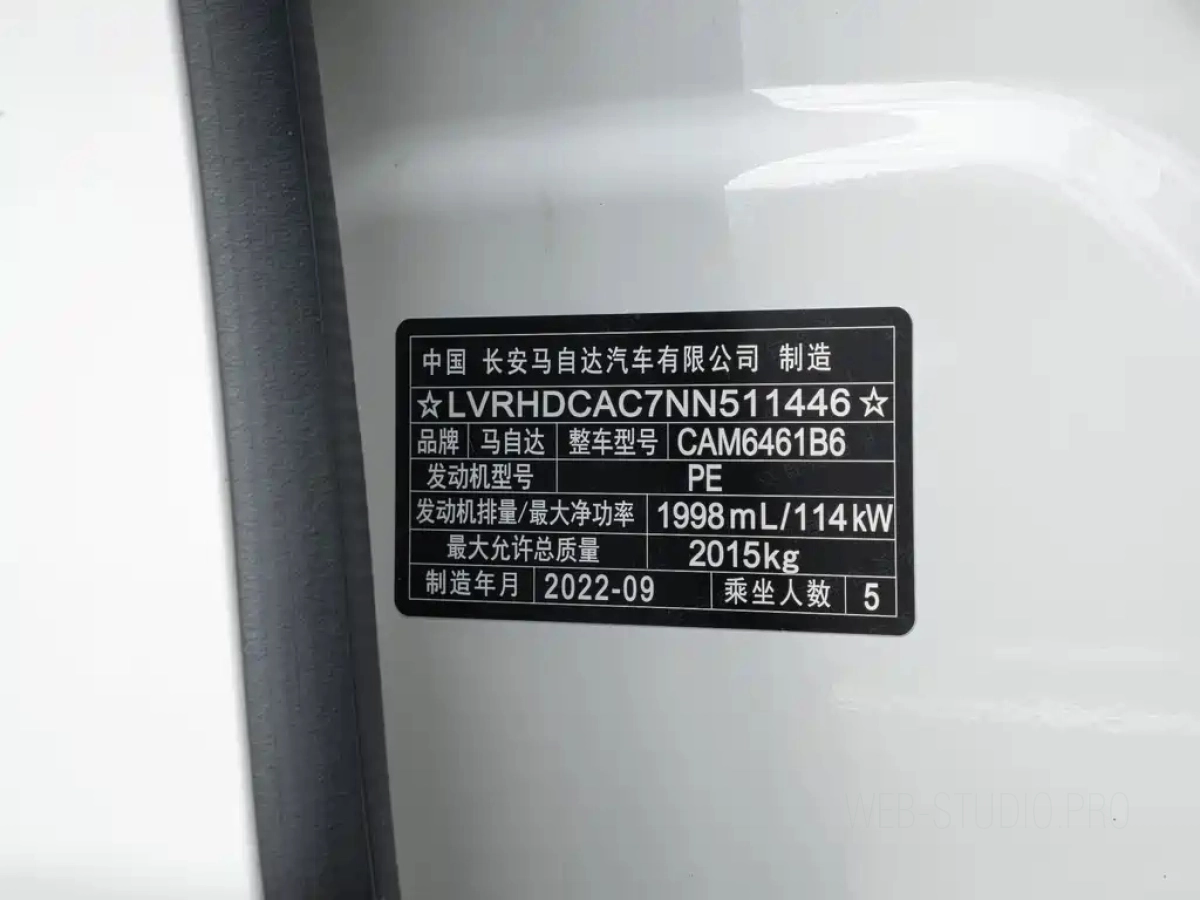 中国 长安马自达汽车有限公司 制造
☆LVRHDCAC7NN511446☆
品牌 马自达 整车型号 CAM6461B6
发动机型号 PE
发动机排量/最大净功率 1998mL/114kW
最大允许总质量 2015kg
制造年月 2022-09 乘坐人数 5
WEB-STUDIO.PRO